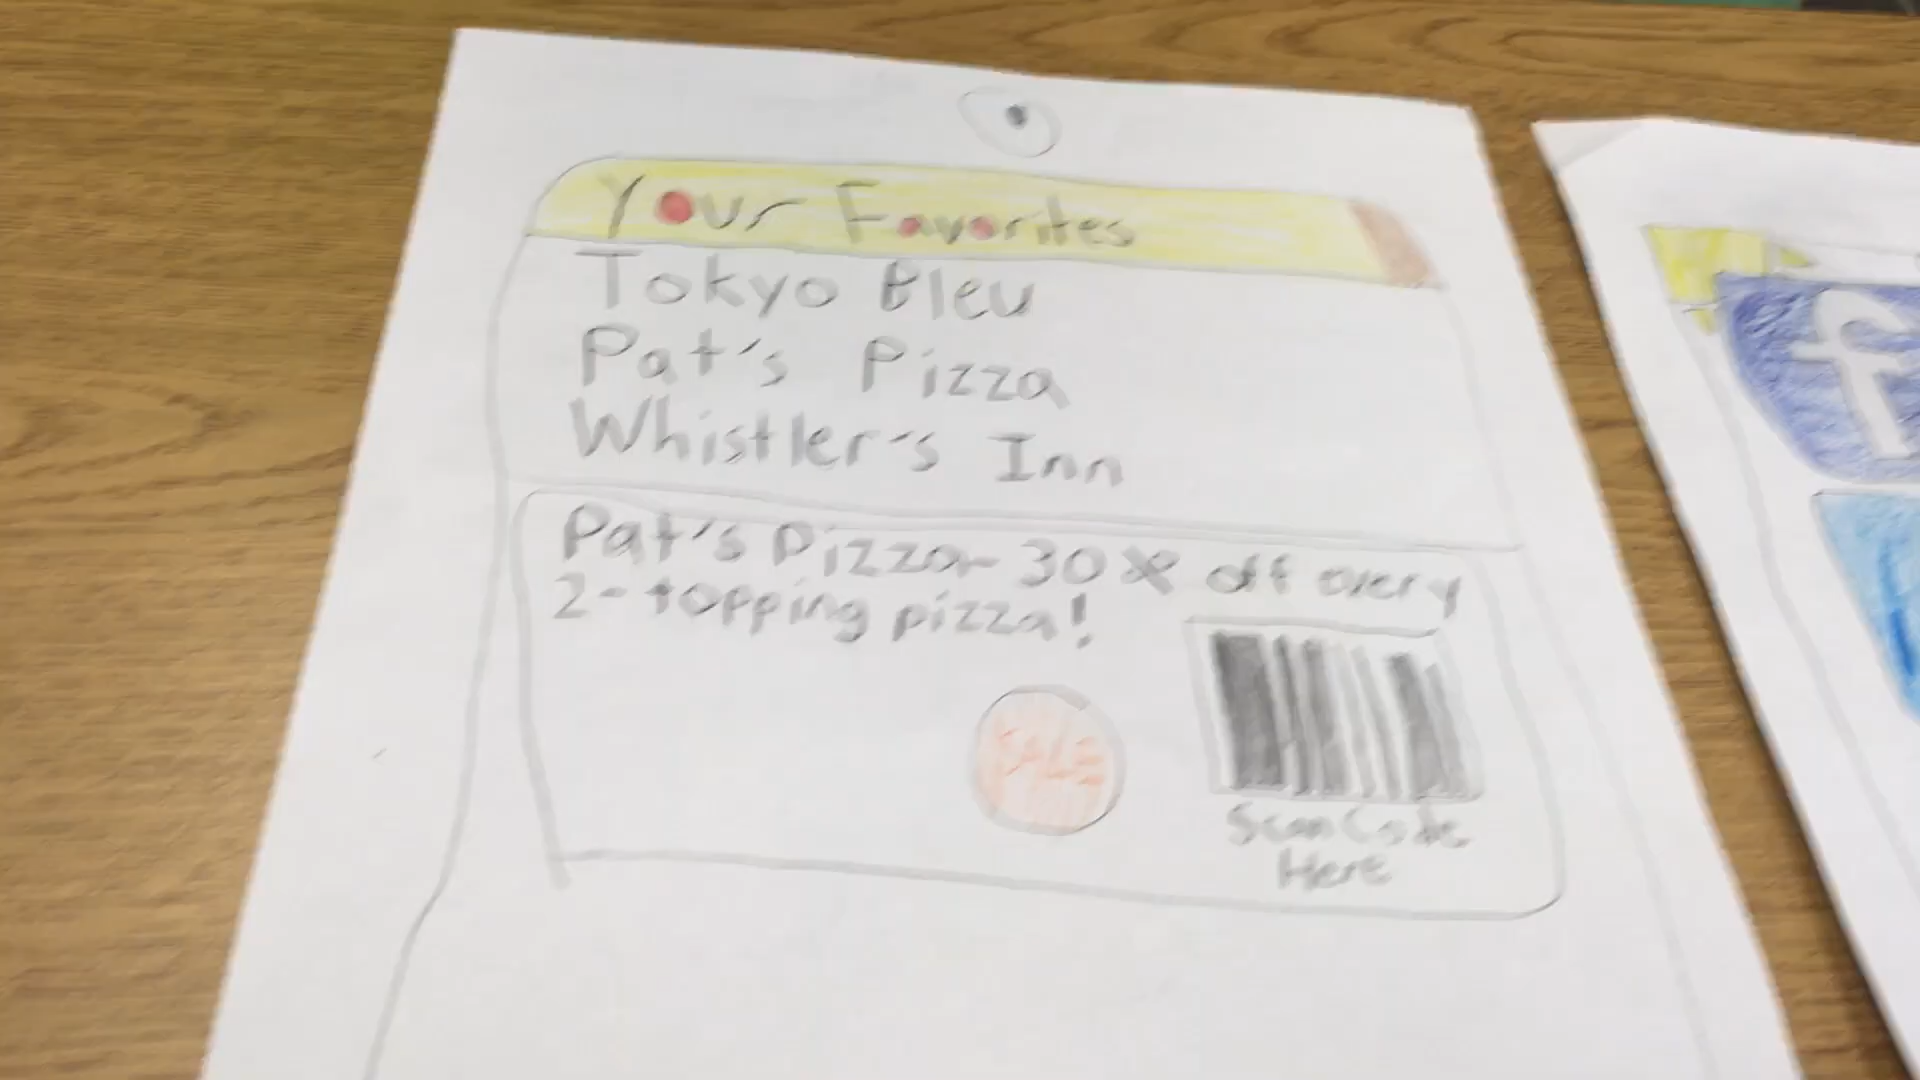 Your Favorites
Tokyo Bleu
Pat's Pizza
Whistler's Inn
Pat's Pizza- 30% off every
2-topping pizza!
SALE
Scan Code
Here
f